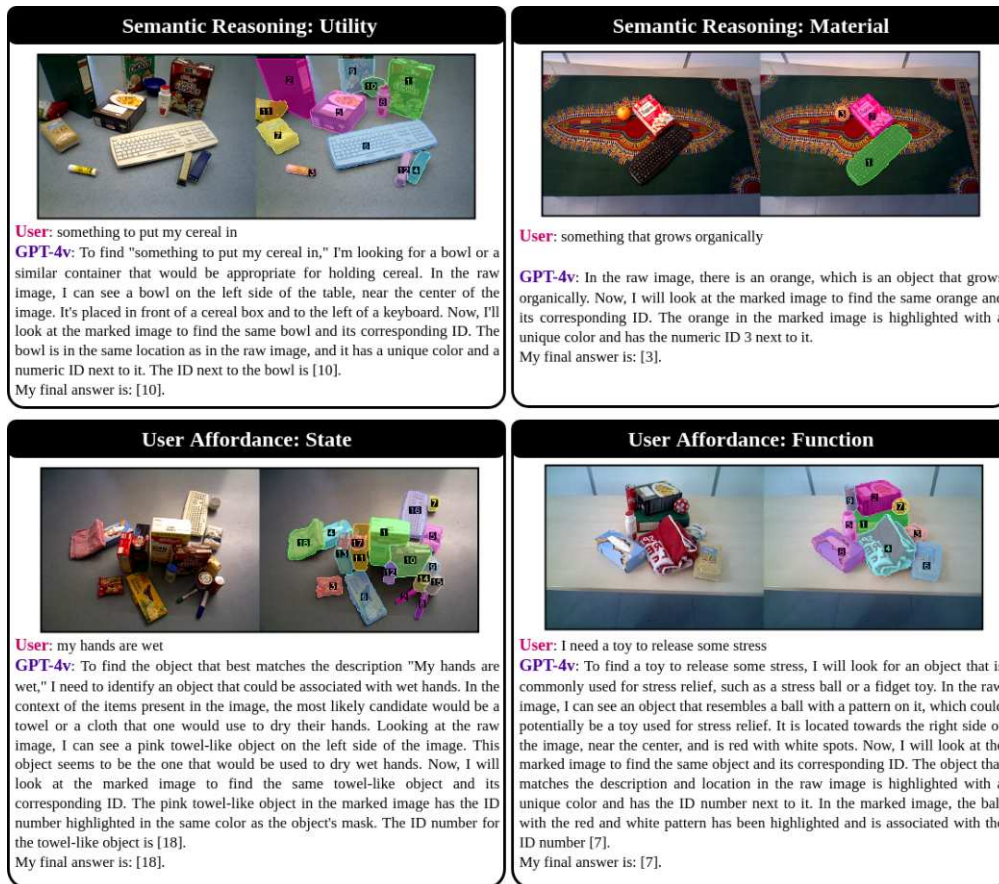 Semantic Reasoning: Utility
User: something to put my cereal in
GPT-4v: To find "something to put my cereal in," I'm looking for a bowl or a
similar container that would be appropriate for holding cereal. In the raw
image, I can see a bowl on the left side of the table, near the center of the
image. It's placed in front of a cereal box and to the left of a keyboard. Now, I'll
look at the marked image to find the same bowl and its corresponding ID. The
bowl is in the same location as in the raw image, and it has a unique color and a
numeric ID next to it. The ID next to the bowl is [10].
My final answer is: [10].
Semantic Reasoning: Material
User: something that grows organically
GPT-4v: In the raw image, there is an orange, which is an object that grows
organically. Now, I will look at the marked image to find the same orange and
its corresponding ID. The orange in the marked image is highlighted with a
unique color and has the numeric ID 3 next to it.
My final answer is: [3].
User Affordance: State
User: my hands are wet
GPT-4v: To find the object that best matches the description "My hands are
wet," I need to identify an object that could be associated with wet hands. In the
context of the items present in the image, the most likely candidate would be a
towel or a cloth that one would use to dry their hands. Looking at the raw
image, I can see a pink towel-like object on the left side of the image. This
object seems to be the one that would be used to dry wet hands. Now, I will
look at the marked image to find the same towel-like object and its
corresponding ID. The pink towel-like object in the marked image has the ID
number highlighted in the same color as the object's mask. The ID number for
the towel-like object is [18].
My final answer is: [18].
User Affordance: Function
User: I need a toy to release some stress
GPT-4v: To find a toy to release some stress, I will look for an object that is
commonly used for stress relief, such as a stress ball or a fidget toy. In the raw
image, I can see an object that resembles a ball with a pattern on it, which could
potentially be a toy used for stress relief. It is located towards the right side of
the image, near the center, and is red with white spots. Now, I will look at the
marked image to find the same object and its corresponding ID. The object that
matches the description and location in the raw image is highlighted with a
unique color and has the ID number next to it. In the marked image, the ball
with the red and white pattern has been highlighted and is associated with the
ID number [7].
My final answer is: [7].